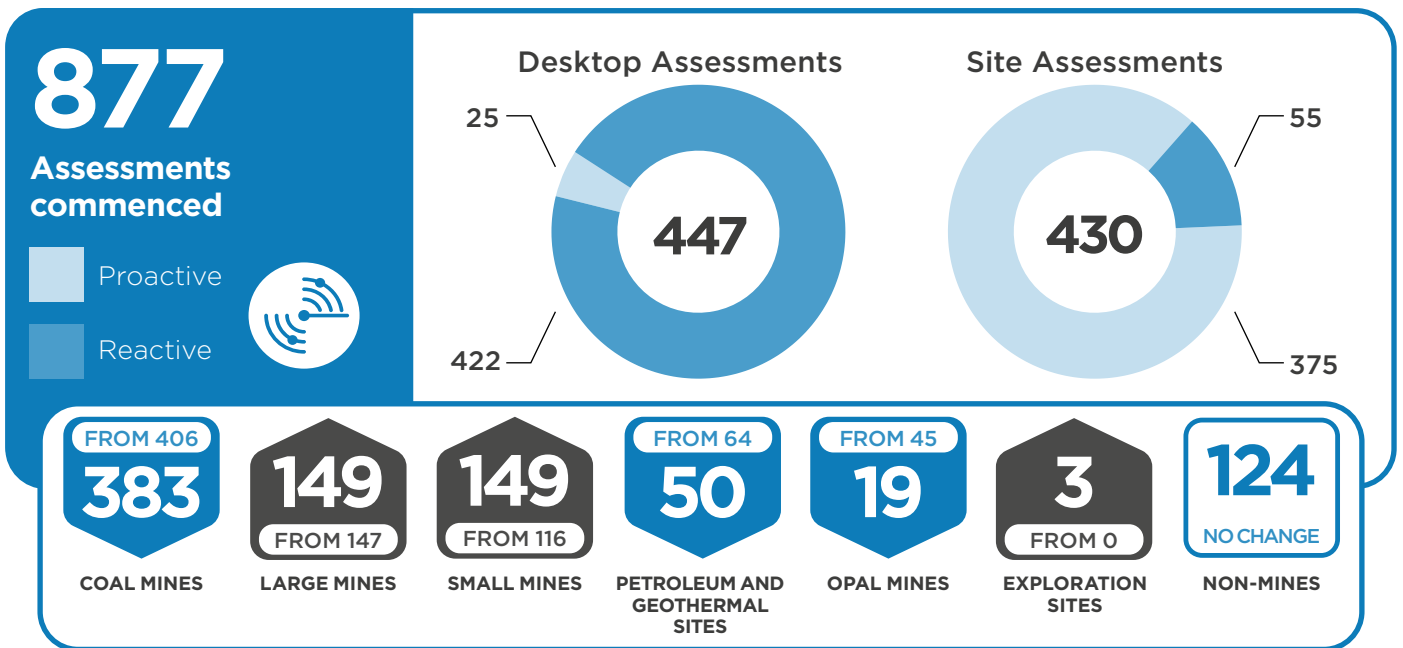 877
Assessments
commenced
Proactive
Reactive
Desktop Assessments
25
447
422
Site Assessments
55
430
375
FROM 406
383
COAL MINES
149
FROM 147
LARGE MINES
149
FROM 116
SMALL MINES
FROM 64
50
PETROLEUM AND
GEOTHERMAL
SITES
FROM 45
19
OPAL MINES
3
FROM 0
EXPLORATION
SITES
124
NO CHANGE
NON-MINES